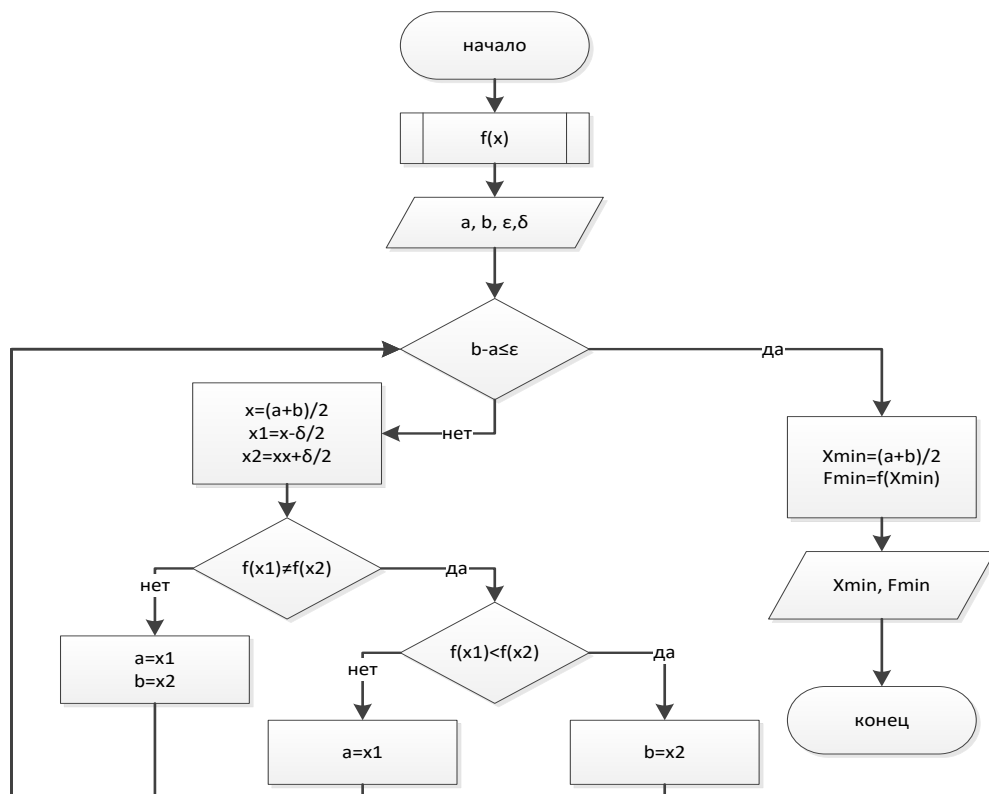 начало
f(x)
a, b, ε,δ
b-a≤ε
да
нет
x=(a+b)/2
x1=x-δ/2
x2=xx+δ/2
Xmin=(a+b)/2
Fmin=f(Xmin)
f(x1)≠f(x2)
нет
да
Xmin, Fmin
a=x1
b=x2
f(x1)<f(x2)
нет
да
a=x1
b=x2
конец